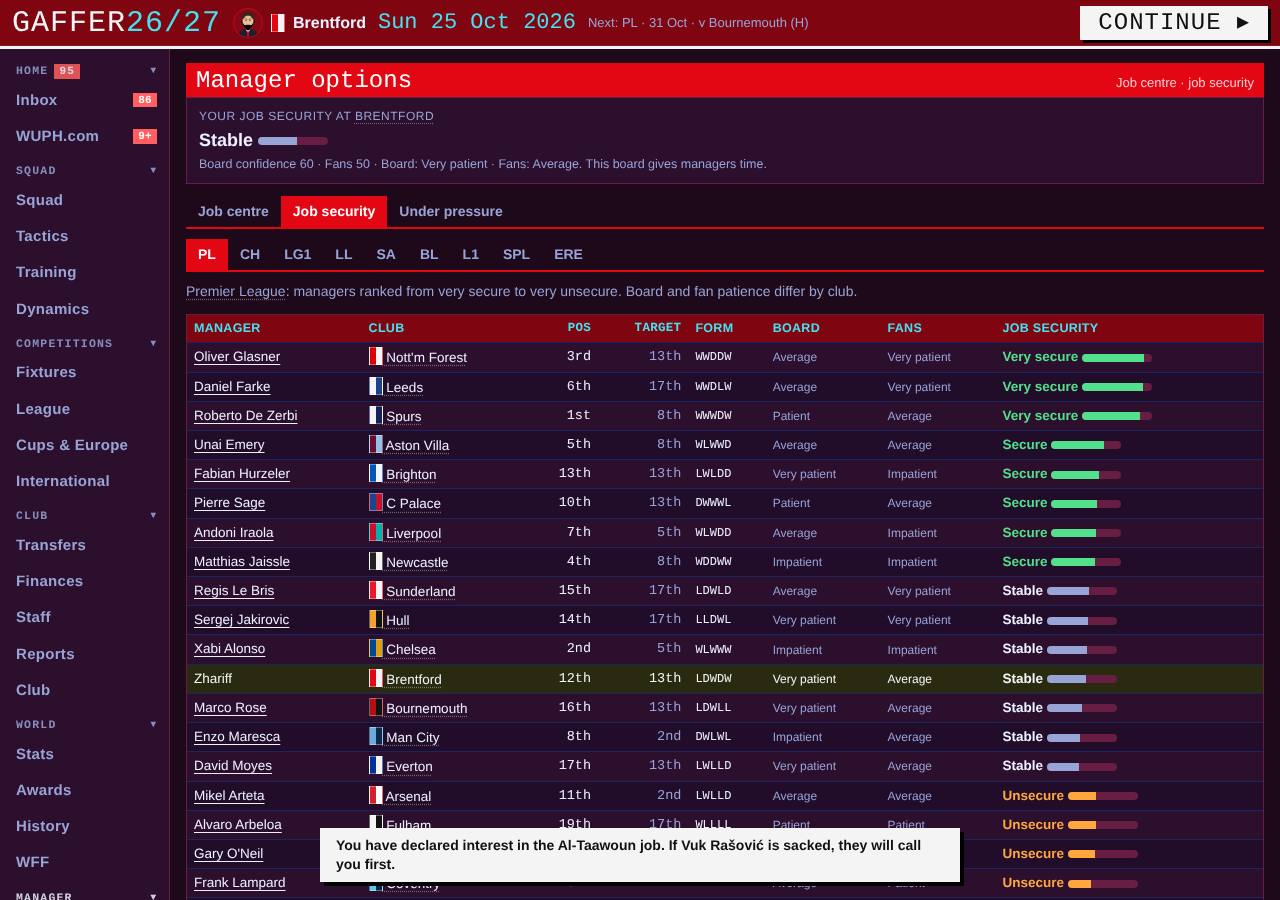 GAFFER26/27 Brentford Sun 25 Oct 2026 Next: PL · 31 Oct · v Bournemouth (H) CONTINUE ►
HOME 95 ▼
Inbox 86
WUPH.com 9+
SQUAD ▼
Squad
Tactics
Training
Dynamics
COMPETITIONS ▼
Fixtures
League
Cups & Europe
International
CLUB ▼
Transfers
Finances
Staff
Reports
Club
WORLD ▼
Stats
Awards
History
WFF
MANAGER ▼
Manager options Job centre · job security
YOUR JOB SECURITY AT BRENTFORD
Stable
Board confidence 60 · Fans 50 · Board: Very patient · Fans: Average. This board gives managers time.
Job centre Job security Under pressure
PL CH LG1 LL SA BL L1 SPL ERE
Premier League: managers ranked from very secure to very unsecure. Board and fan patience differ by club.
MANAGER CLUB POS TARGET FORM BOARD FANS JOB SECURITY
Oliver Glasner Nott'm Forest 3rd 13th WWDDW Average Very patient Very secure
Daniel Farke Leeds 6th 17th WWDLW Average Very patient Very secure
Roberto De Zerbi Spurs 1st 8th WWWDW Patient Average Very secure
Unai Emery Aston Villa 5th 8th WLWWD Average Average Secure
Fabian Hurzeler Brighton 13th 13th LWLDD Very patient Impatient Secure
Pierre Sage C Palace 10th 13th DWWWL Patient Average Secure
Andoni Iraola Liverpool 7th 5th WLWDD Average Impatient Secure
Matthias Jaissle Newcastle 4th 8th WDDWW Impatient Impatient Secure
Regis Le Bris Sunderland 15th 17th LDWLD Average Very patient Stable
Sergej Jakirovic Hull 14th 17th LLDWL Very patient Very patient Stable
Xabi Alonso Chelsea 2nd 5th WLWWW Impatient Impatient Stable
Zhariff Brentford 12th 13th LDWDW Very patient Average Stable
Marco Rose Bournemouth 16th 13th LDWLL Very patient Average Stable
Enzo Maresca Man City 8th 2nd DWLWL Impatient Average Stable
David Moyes Everton 17th 13th LWLLD Very patient Average Stable
Mikel Arteta Arsenal 11th 2nd LWLLD Average Average Unsecure
Alvaro Arbeloa Fulham 19th 17th WLLLL Patient Patient Unsecure
Gary O'Neil Unsecure
Frank Lampard Coventry Average Patient Unsecure
You have declared interest in the Al-Taawoun job. If Vuk Rašović is sacked, they will call
you first.